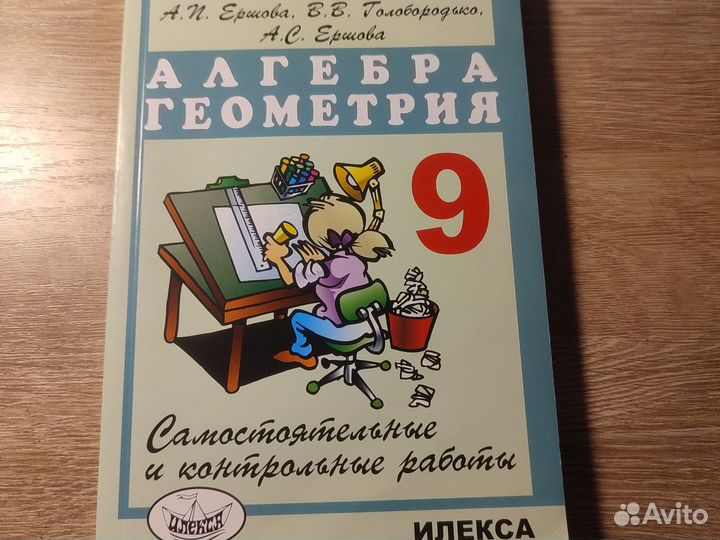 А.П. Ершова, В.В. Голобородько,
А.С. Ершова
АЛГЕБРА
ГЕОМЕТРИЯ
9
Самостоятельные
и контрольные работы
илекса
ИЛЕКСА
Avito